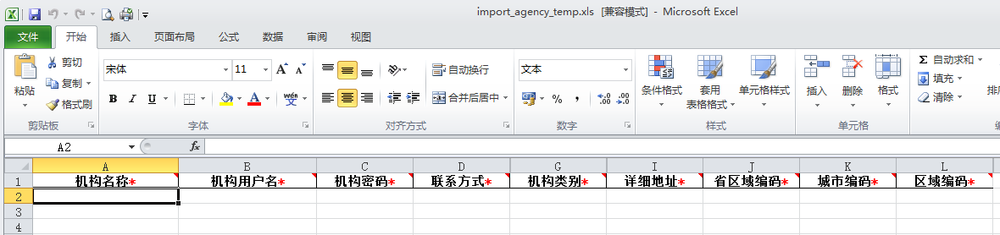 import_agency_temp.xls [兼容模式] - Microsoft Excel
文件 开始 插入 页面布局 公式 数据 审阅 视图
粘贴 剪切 复制 格式刷 剪贴板
宋体 11 A A
B I U A wén 文 字体
自动换行 合并后居中 对齐方式
文本 % , .0 .00 .00 .0 数字
条件格式 套用表格格式 单元格样式 样式
插入 删除 格式 单元格
Σ 自动求和 填充 清除
A2 fx
A B C D G I J K L
1 机构名称* 机构用户名* 机构密码* 联系方式* 机构类别* 详细地址* 省区域编码* 城市编码* 区域编码*
2
3
4